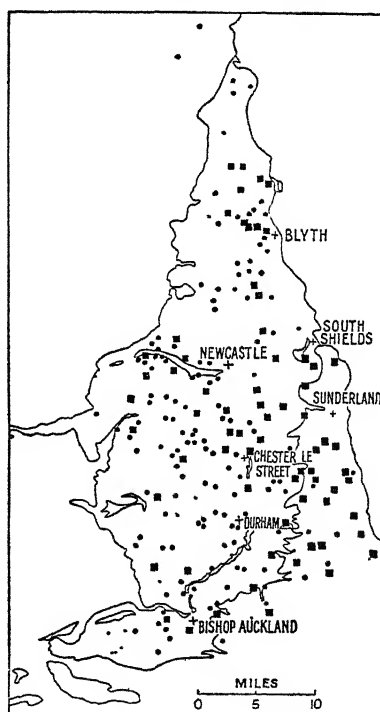 BLYTH
SOUTH
SHIELDS
NEWCASTLE
SUNDERLAND
CHESTER LE
STREET
DURHAM
BISHOP AUCKLAND
MILES
0 5 10